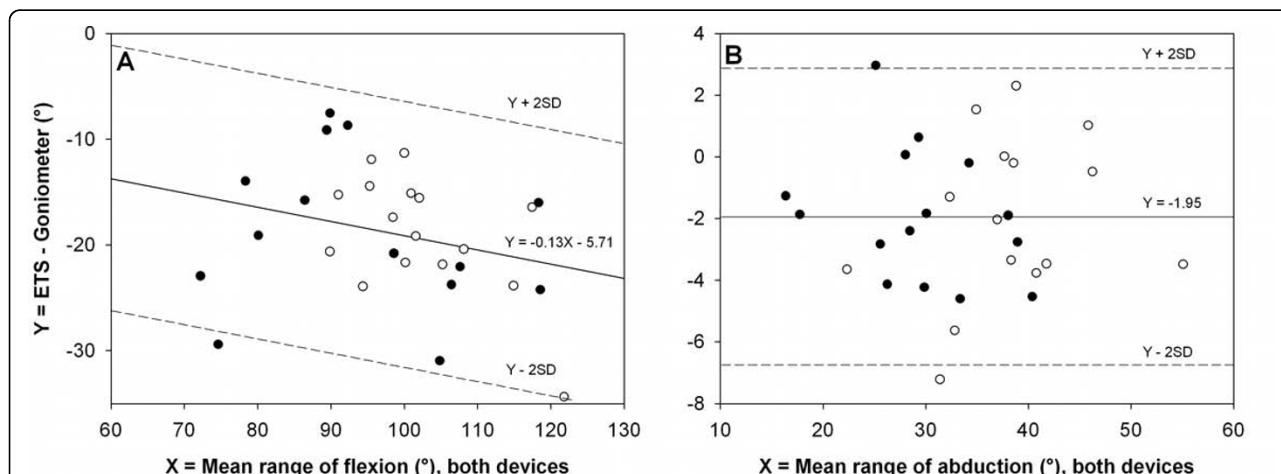 A
B
Y = ETS - Goniometer (°)
0
-10
-20
-30
60 70 80 90 100 110 120 130
X = Mean range of flexion (°), both devices
Y + 2SD
Y = -0.13X - 5.71
Y - 2SD
4
2
0
-2
-4
-6
-8
10 20 30 40 50 60
X = Mean range of abduction (°), both devices
Y + 2SD
Y = -1.95
Y - 2SD